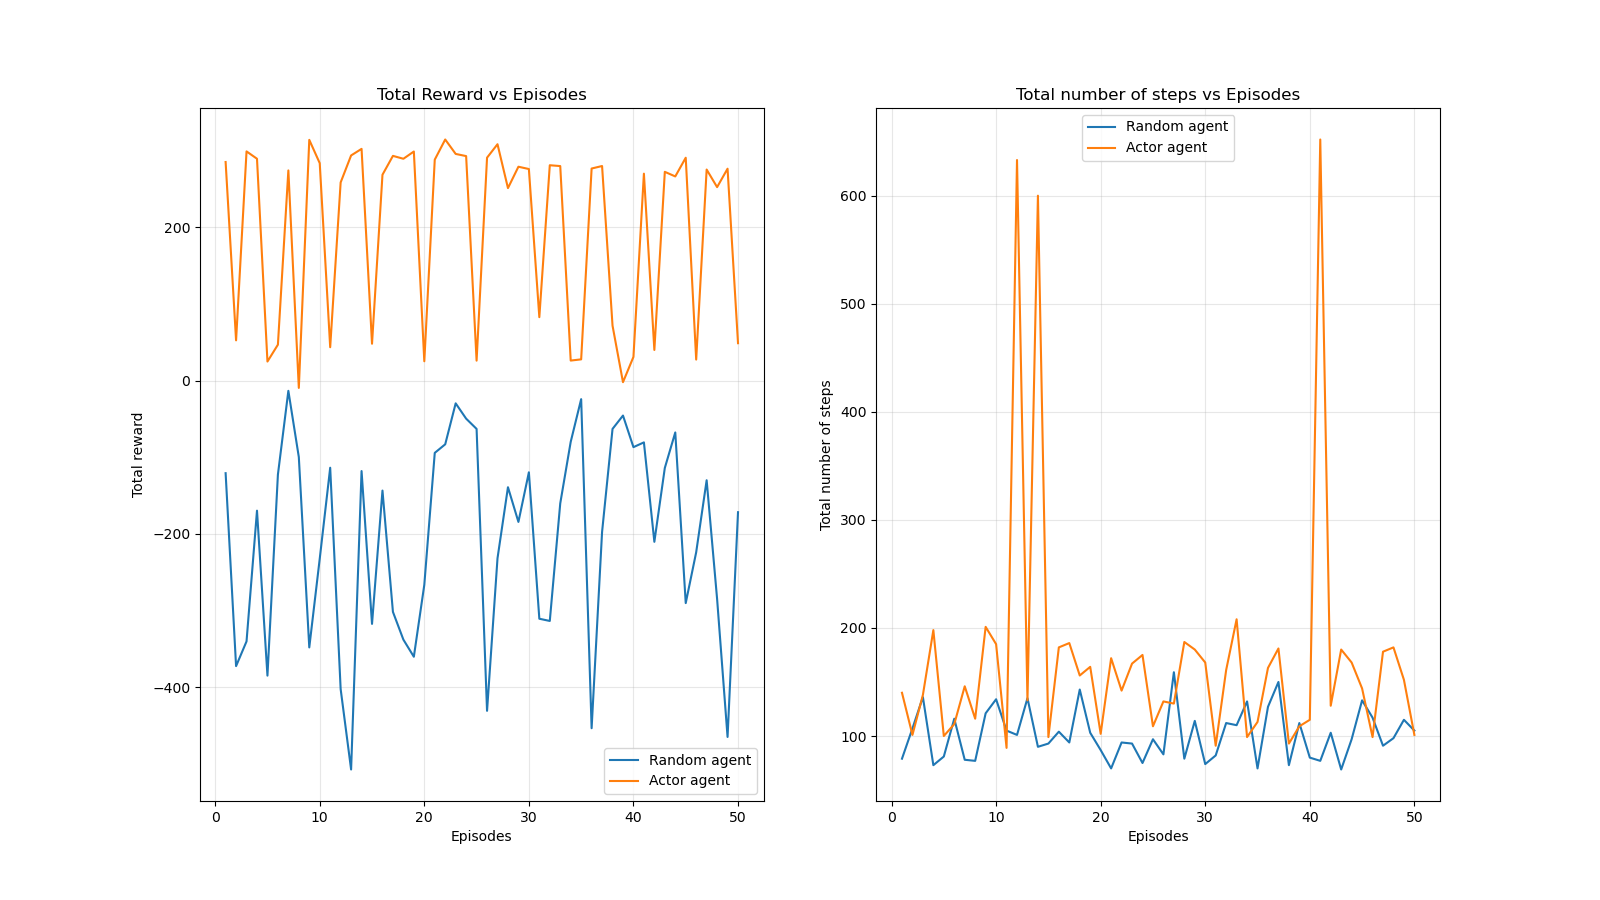 Total Reward vs Episodes
Total reward
200
0
−200
−400
0 10 20 30 40 50
Episodes
Random agent
Actor agent
Total number of steps vs Episodes
Total number of steps
Random agent
Actor agent
600
500
400
300
200
100
0 10 20 30 40 50
Episodes